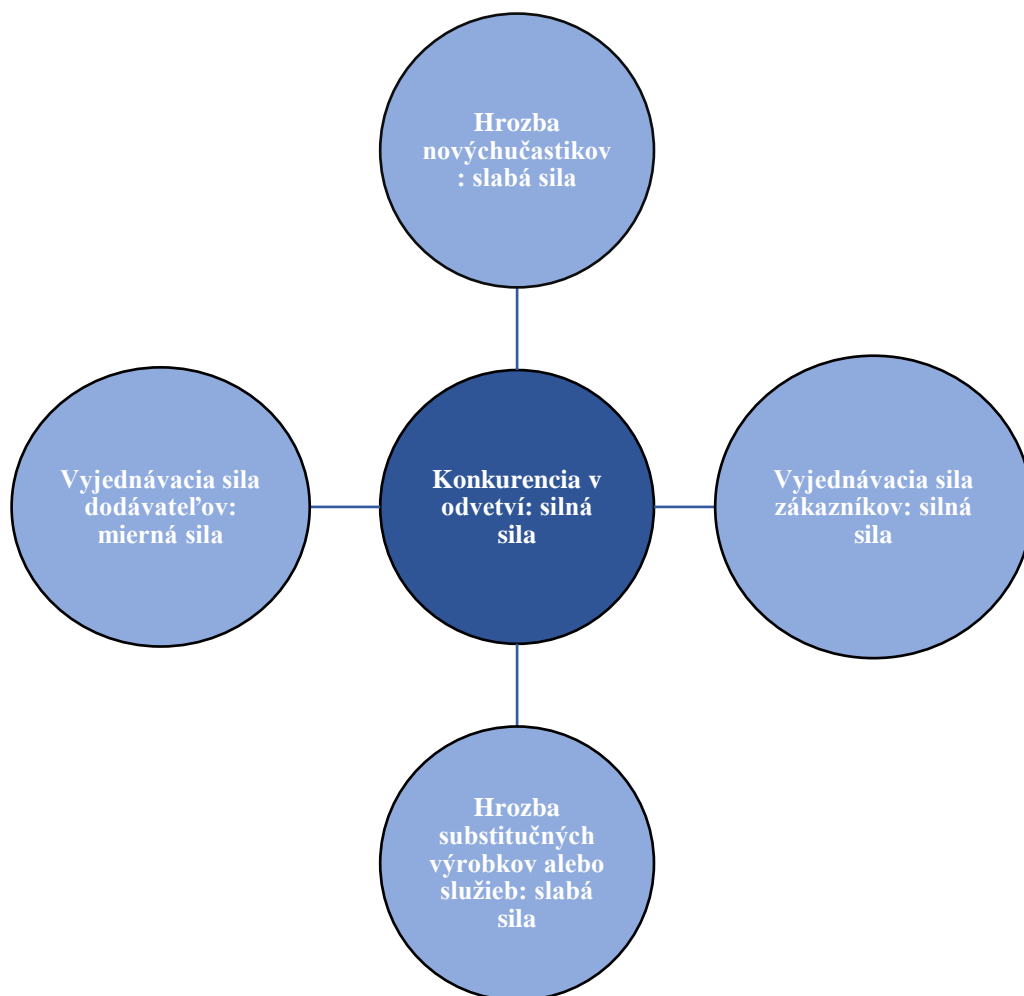 Hrozba
novýchučastikov
: slabá sila
Vyjednávacia sila
dodávateľov:
mierná sila
Konkurencia v
odvetví: silná
sila
Vyjednávacia sila
zákazníkov: silná
sila
Hrozba
substitučných
výrobkov alebo
služieb: slabá
sila